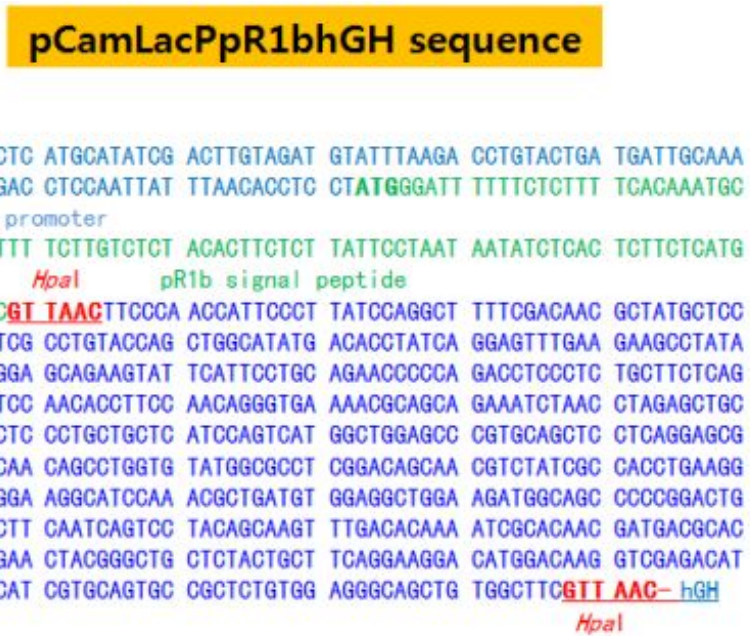 pCamLacPpR1bhGH sequence
CTC ATGCATATCG ACTTGTAGAT GTATTTAAGA CCTGTACTGA TGATTGCAAA
GAC CTCCAATTAT TTAACACCTC CTATGGGATT TTTTCTCTTT TCACAAATGC
promoter
TTT TCTTGTCTCT ACACTTCTCT TTATTCCTAAT AATATCTCAC TCTTCTCATG
HpaI pR1b signal peptide
CGT TAACTTCCCA ACCATTCCCT TATCCAGGCT TTTCGACAAC GCTATGCTCC
TCG CCTGTACCAG CTGGCATATG ACACCTATCA GGAGTTTGAA GAAGCCTATA
GGA GCAGAAGTAT TCATTCCTGC AGAACCCCCA GACCTCCCTC TGCTTCTCAG
TCC AACACCTTCC AACAGGGTGA AAACGCAGCA GAAATCTAAC CTAGAGCTGC
CTC CCTGCTGCTC ATCCAGTCAT GGCTGGAGCC CGTGCAGCTC CTCAGGAGCG
CAA CAGCCTGGTG TATGGCGCCT CGGACAGCAA CGTCTATCGC CACCTGAAGG
GGA AGGCATCCAA ACGCTGATGT GGAGGCTGGA AGATGGCAGC CCCCGGACTG
CTT CAATCAGTCC TACAGCAAGT TTGACACAAA ATCGCACAAC GATGACGCAC
GAA CTACGGGCTG CTCTACTGCT TCAGGAAGGA CATGGACAAG GTCGAGACAT
CAT CGTGCAGTGC CGCTCTGTGG AGGGCAGCTG TGGCTTCGTT AAC- hGH
HpaI